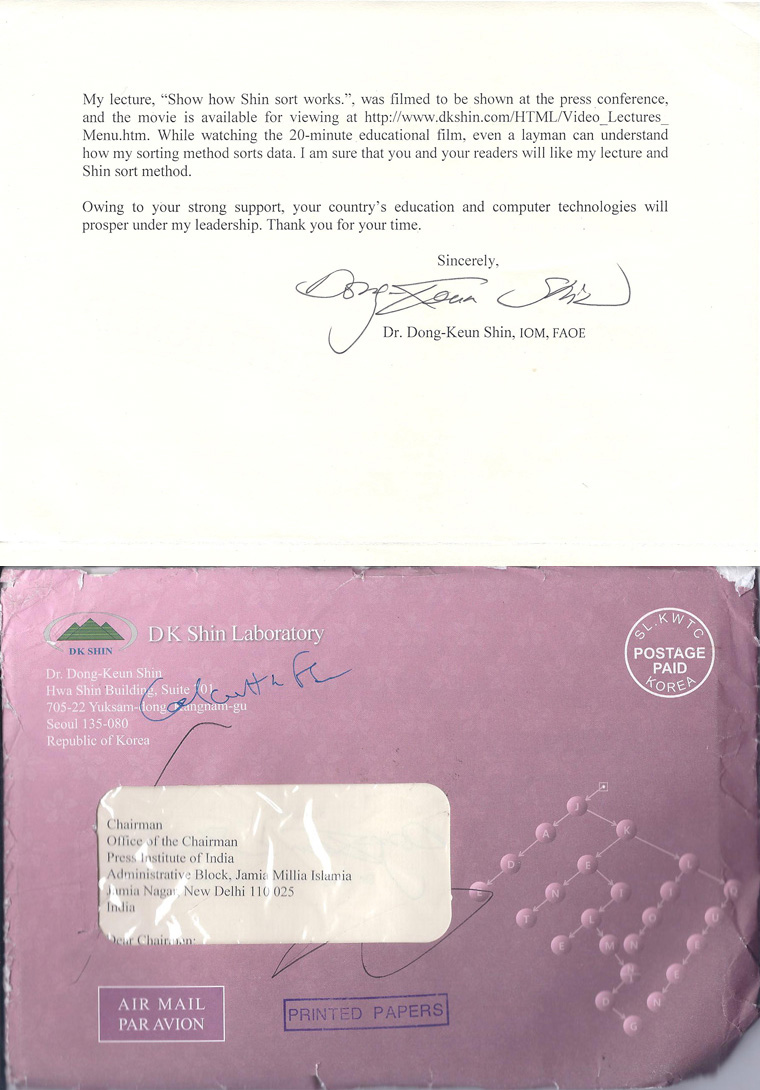 My lecture, “Show how Shin sort works.”, was filmed to be shown at the press conference,
and the movie is available for viewing at http://www.dkshin.com/HTML/Video_Lectures_
Menu.htm. While watching the 20-minute educational film, even a layman can understand
how my sorting method sorts data. I am sure that you and your readers will like my lecture and
Shin sort method.
Owing to your strong support, your country’s education and computer technologies will
prosper under my leadership. Thank you for your time.
Sincerely,
Dong-Keun Shin
Dr. Dong-Keun Shin, IOM, FAOE
DK SHIN
DK Shin Laboratory
SL.KWTC
POSTAGE
PAID
KOREA
Dr. Dong-Keun Shin
Hwa Shin Building, Suite 701
705-22 Yuksam-dong, Kangnam-gu
Seoul 135-080
Republic of Korea
Chairman
Office of the Chairman
Press Institute of India
Administrative Block, Jamia Millia Islamia
Jamia Nagar, New Delhi 110 025
India
Dear Chairman:
J
A
K
D
E
I
T
N
L
O
U
E
M
N
E
O
N
G
AIR MAIL
PAR AVION
PRINTED PAPERS